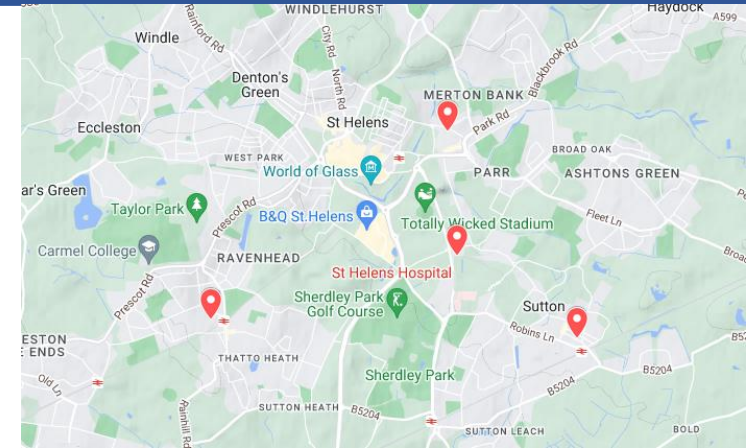 WINDLEHURST
Haydock
A599
Windle
Rainford Rd
City Rd
North Rd
Blackbrook Rd
Denton's
Green
MERTON BANK
St Helens
Park Rd
Eccleston
WEST PARK
World of Glass
PARR
BROAD OAK
ASHTONS GREEN
ar's Green
Taylor Park
Prescot Rd
B&Q St.Helens
Totally Wicked Stadium
Fleet Ln
Carmel College
RAVENHEAD
Broad
St Helens Hospital
Prescot Rd
Sherdley Park
Golf Course
Sutton
Robins Ln
ESTON
ENDS
THATTO HEATH
B52
Old Ln
Sherdley Park
B5204
B5204
Rainhill Rd
SUTTON HEATH
B5204
SUTTON LEACH
BOLD